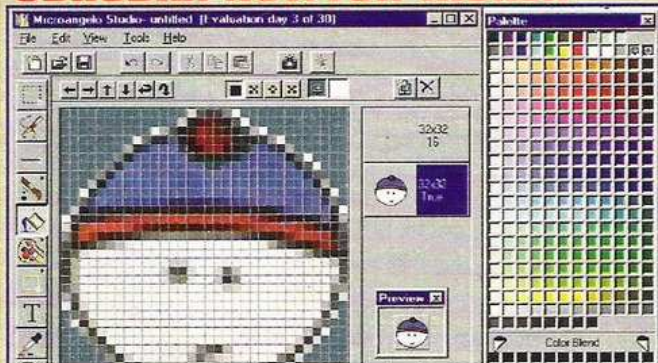 Microangelo Studio- untitled [Evaluation day 3 of 30]
File Edit View Tools Help
32x32
16
32x32
True
Preview
T
Palette
Color Blend